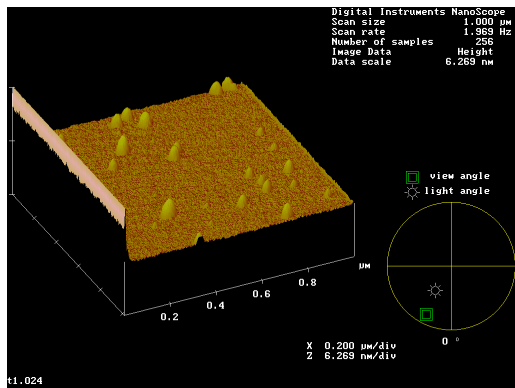 Digital Instruments NanoScope
Scan size 1.000 µm
Scan rate 1.969 Hz
Number of samples 256
Image Data Height
Data scale 6.269 nm
view angle
light angle
µm
0.8
0.6
0.4
0.2
0 °
X 0.200 µm/div
Z 6.269 nm/div
t1.024